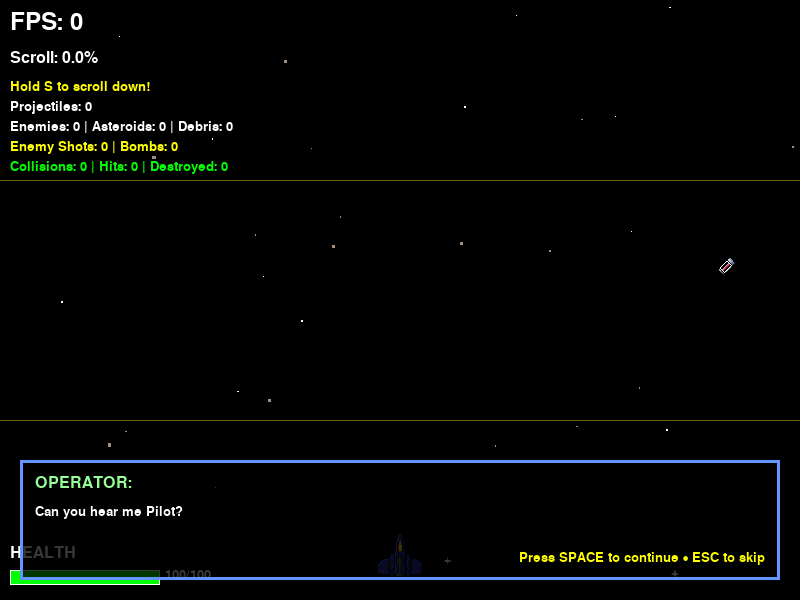 FPS: 0
Scroll: 0.0%
Hold S to scroll down!
Projectiles: 0
Enemies: 0 | Asteroids: 0 | Debris: 0
Enemy Shots: 0 | Bombs: 0
Collisions: 0 | Hits: 0 | Destroyed: 0
OPERATOR:
Can you hear me Pilot?
HEALTH
Press SPACE to continue • ESC to skip
100/100